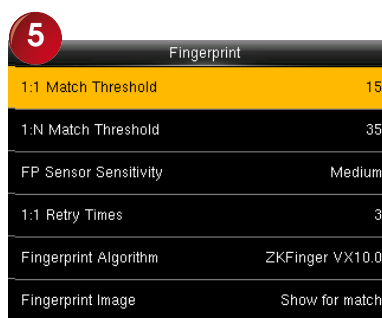 5
Fingerprint
1:1 Match Threshold 15
1:N Match Threshold 35
FP Sensor Sensitivity Medium
1:1 Retry Times 3
Fingerprint Algorithm ZKFinger VX10.0
Fingerprint Image Show for match